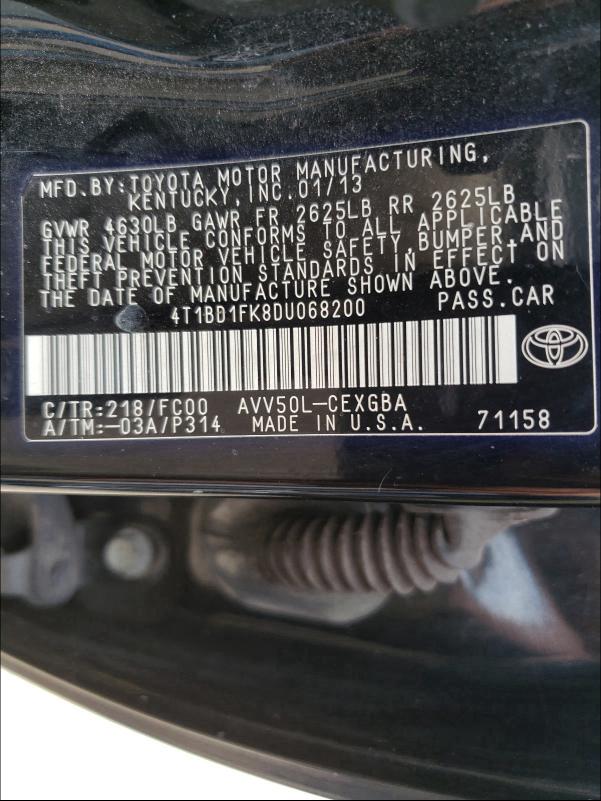 MFD.BY:TOYOTA MOTOR MANUFACTURING,
KENTUCKY,INC.01/13
GVWR 4630LB GAWR FR 2625LB RR 2625LB
THIS VEHICLE CONFORMS TO ALL APPLICABLE
FEDERAL MOTOR VEHICLE SAFETY,BUMPER,AND
THEFT PREVENTION STANDARDS IN EFFECT ON
THE DATE OF MANUFACTURE SHOWN ABOVE.
4T1BD1FK8DU068200 PASS.CAR
C/TR:218/FC00 AVV50L-CEXGBA
A/TM:-03A/P314 MADE IN U.S.A. 71158